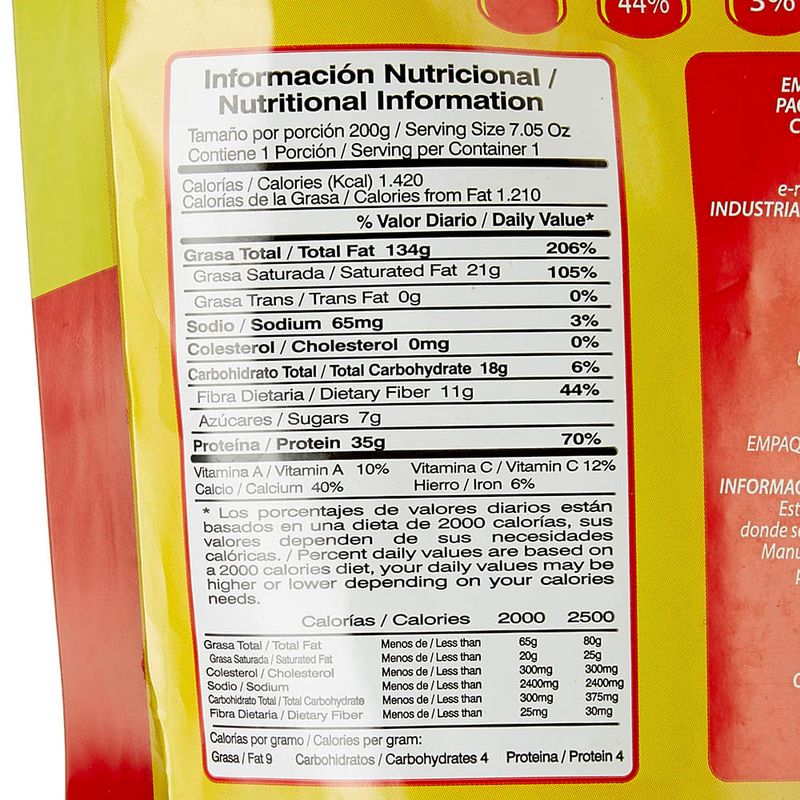 44%
3%
Información Nutricional /
Nutritional Information
Tamaño por porción 200g / Serving Size 7.05 Oz
Contiene 1 Porción / Serving per Container 1
Calorías / Calories (Kcal) 1.420
Calorías de la Grasa / Calories from Fat 1.210
% Valor Diario / Daily Value*
Grasa Total / Total Fat 134g 206%
Grasa Saturada / Saturated Fat 21g 105%
Grasa Trans / Trans Fat 0g 0%
Sodio / Sodium 65mg 3%
Colesterol / Cholesterol 0mg 0%
Carbohidrato Total / Total Carbohydrate 18g 6%
Fibra Dietaria / Dietary Fiber 11g 44%
Azúcares / Sugars 7g
Proteína / Protein 35g 70%
Vitamina A / Vitamin A 10% Vitamina C / Vitamin C 12%
Calcio / Calcium 40% Hierro / Iron 6%
* Los porcentajes de valores diarios están
basados en una dieta de 2000 calorías, sus
valores dependen de sus necesidades
calóricas. / Percent daily values are based on
a 2000 calories diet, your daily values may be
higher or lower depending on your calories
needs.
Calorías / Calories 2000 2500
Grasa Total / Total Fat Menos de / Less than 65g 80g
Grasa Saturada / Saturated Fat Menos de / Less than 20g 25g
Colesterol / Cholesterol Menos de / Less than 300mg 300mg
Sodio / Sodium Menos de / Less than 2400mg 2400mg
Carbohidrato Total / Total Carbohydrate Menos de / Less than 300mg 375mg
Fibra Dietaria / Dietary Fiber Menos de / Less than 25mg 30mg
Calorías por gramo / Calories per gram:
Grasa / Fat 9 Carbohidratos / Carbohydrates 4 Proteina / Protein 4
EM
PA
C
e-
INDUSTRIA
EMPAQ
INFORMAC
Est
donde
Manu